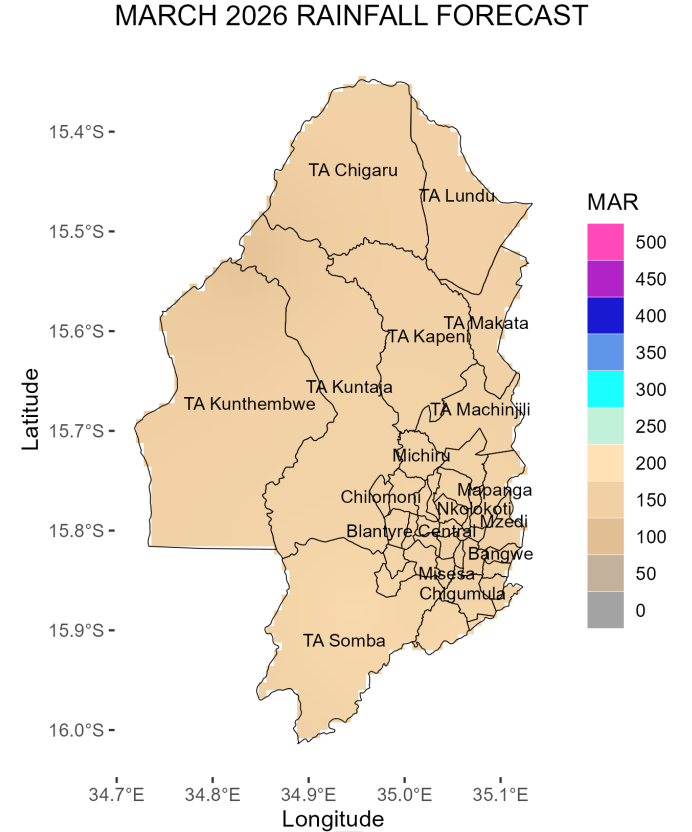 MARCH 2026 RAINFALL FORECAST
15.4°S
15.5°S
15.6°S
15.7°S
15.8°S
15.9°S
16.0°S
Latitude
TA Chigaru
TA Lundu
TA Makata
TA Kapeni
TA Kuntaja
TA Kunthembwe
TA Machinjili
Michiru
Mapanga
Chilomoni
Nkolokoti
Mzedi
Blantyre Central
Bangwe
Misesa
Chigumula
TA Somba
34.7°E
34.8°E
34.9°E
35.0°E
35.1°E
Longitude
MAR
500
450
400
350
300
250
200
150
100
50
0